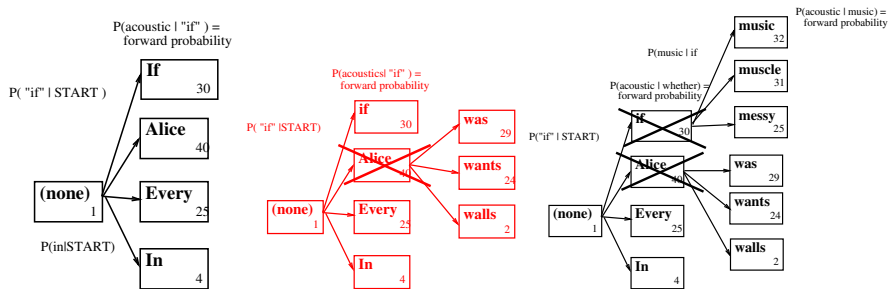 P(acoustic | "if" ) =
forward probability
P( "if" | START )
If
30
Alice
40
(none)
1
Every
25
P(in|START)
In
4
P(acoustics| "if" ) =
forward probability
P( "if" |START)
if
30
was
29
Alice
40
wants
24
(none)
1
Every
25
walls
2
In
4
P(acoustic | music) =
forward probability
music
32
P(music | if
P(acoustic | whether) =
forward probability
muscle
31
P("if" | START)
if
30
messy
25
Alice
40
was
29
wants
24
(none)
1
Every
25
walls
2
In
4